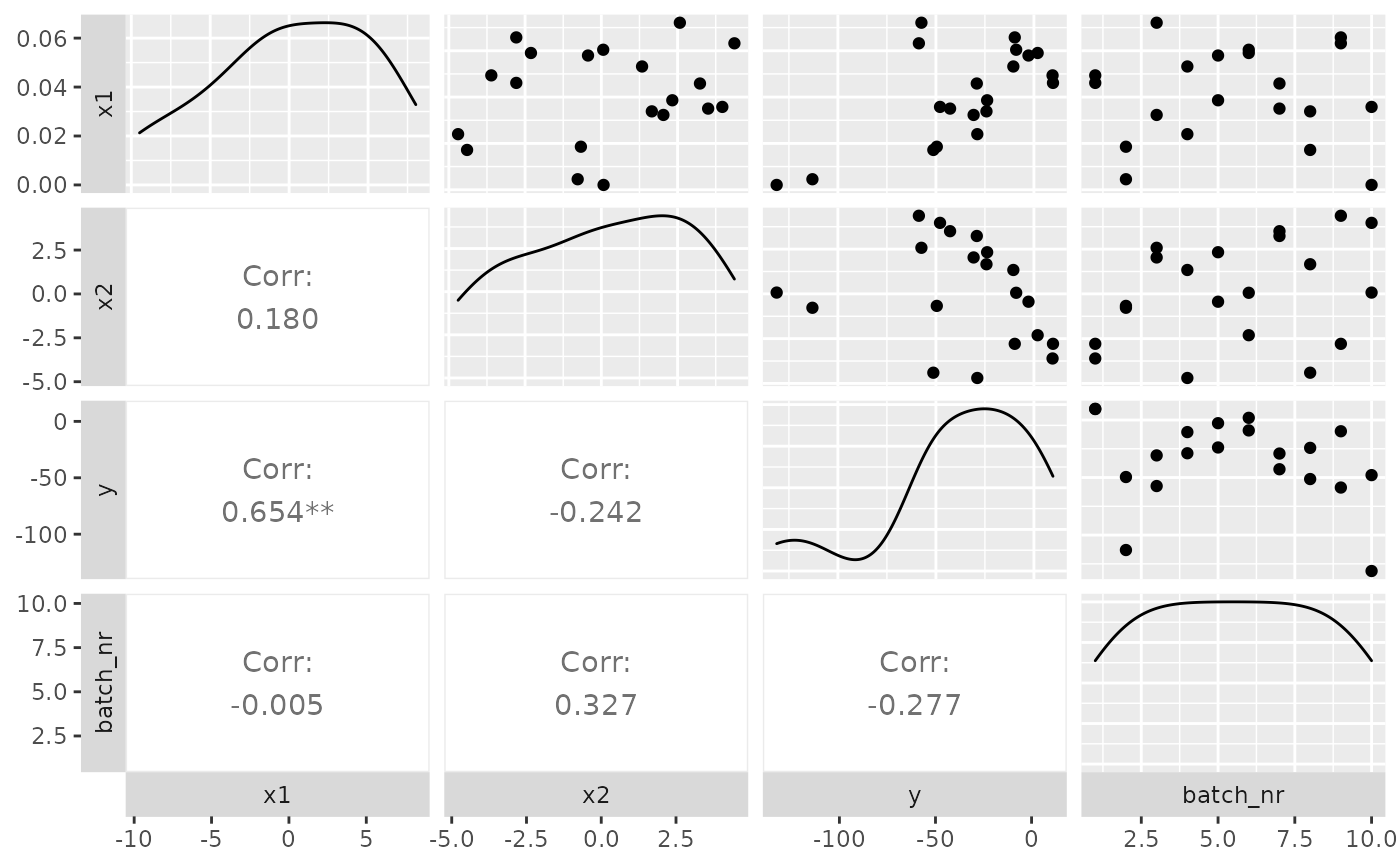 0.06
0.04
0.02
0.00
x1
2.5
0.0
-2.5
-5.0
x2
Corr:
0.180
0
-50
-100
y
Corr:
0.654**
Corr:
-0.242
10.0
7.5
5.0
2.5
batch_nr
Corr:
-0.005
Corr:
0.327
Corr:
-0.277
x1 x2 y batch_nr
-10 -5 0 5 -5.0 -2.5 0.0 2.5 -100 -50 0 2.5 5.0 7.5 10.0